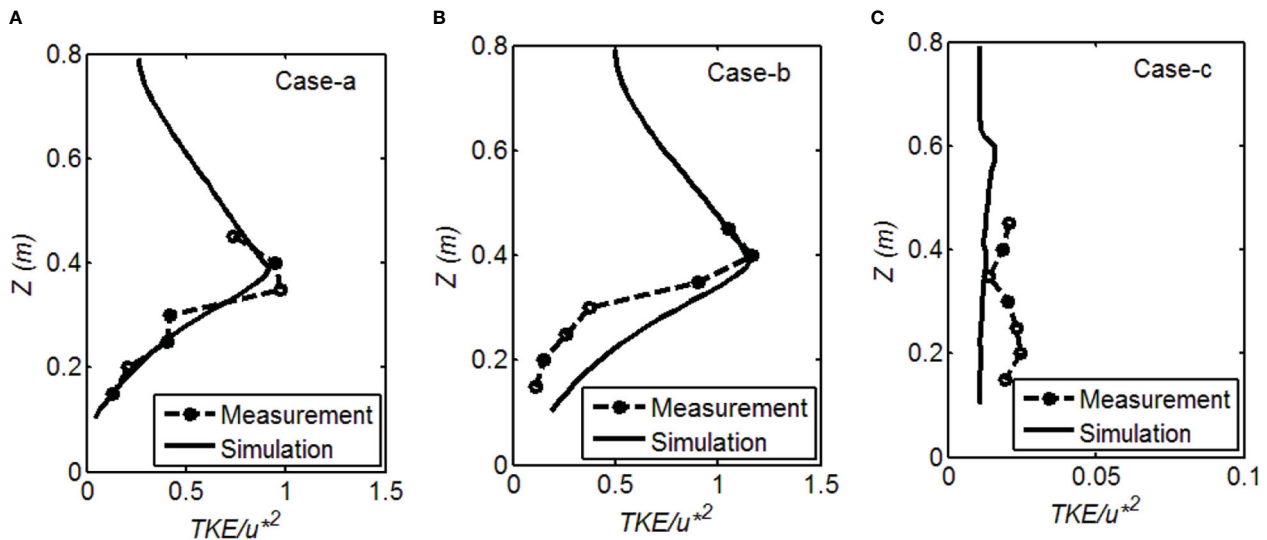 A
0.8
0.6
0.4
0.2
0
Z (m)
Case-a
Measurement
Simulation
0 0.5 1 1.5
TKE/u*²
B
0.8
0.6
0.4
0.2
0
Z (m)
Case-b
Measurement
Simulation
0 0.5 1 1.5
TKE/u*²
C
0.8
0.6
0.4
0.2
0
Z (m)
Case-c
Measurement
Simulation
0 0.05 0.1
TKE/u*²